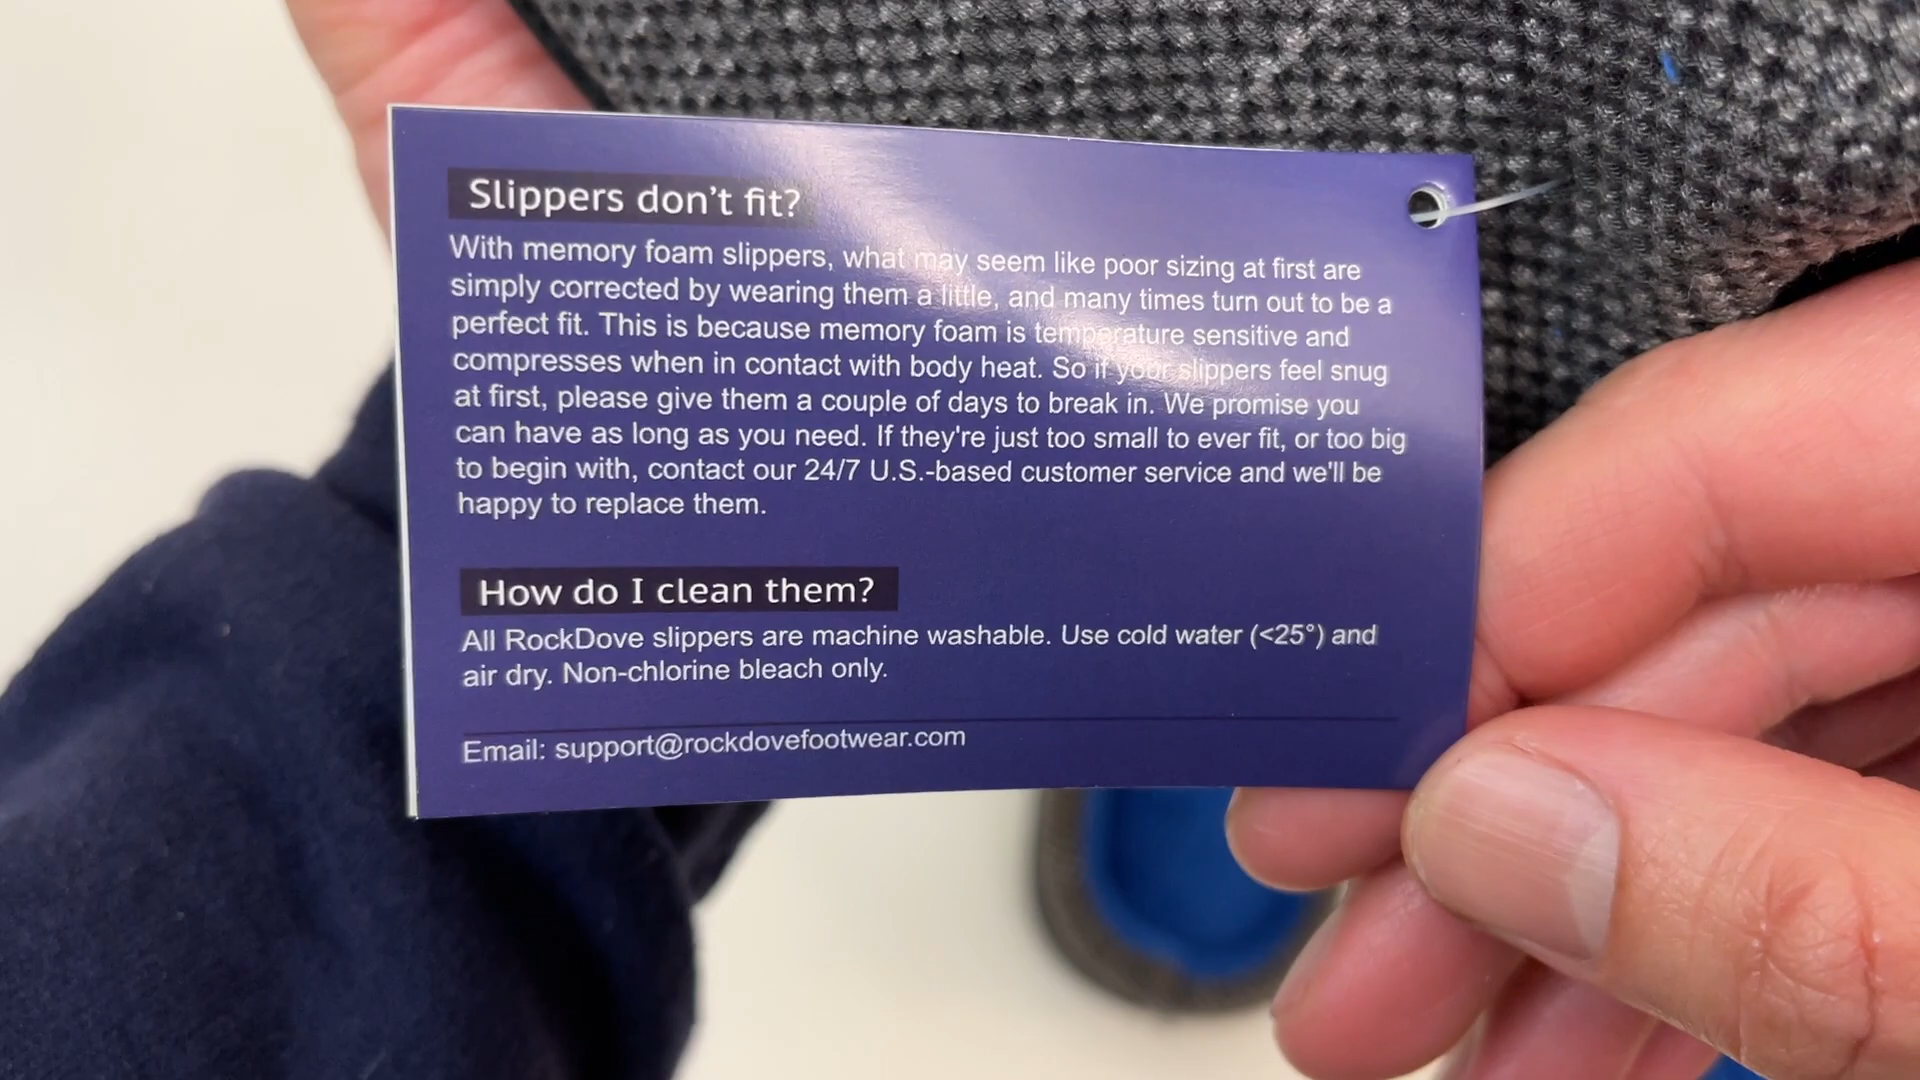 Slippers don't fit?
With memory foam slippers, what may seem like poor sizing at first are
simply corrected by wearing them a little, and many times turn out to be a
perfect fit. This is because memory foam is temperature sensitive and
compresses when in contact with body heat. So if your slippers feel snug
at first, please give them a couple of days to break in. We promise you
can have as long as you need. If they're just too small to ever fit, or too big
to begin with, contact our 24/7 U.S.-based customer service and we'll be
happy to replace them.
How do I clean them?
All RockDove slippers are machine washable. Use cold water (<25°) and
air dry. Non-chlorine bleach only.
Email: support@rockdovefootwear.com